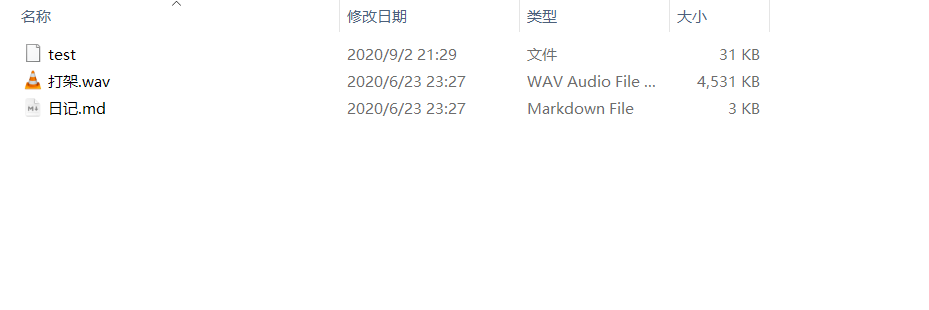 名称 修改日期 类型 大小
test 2020/9/2 21:29 文件 31 KB
打架.wav 2020/6/23 23:27 WAV Audio File ... 4,531 KB
日记.md 2020/6/23 23:27 Markdown File 3 KB